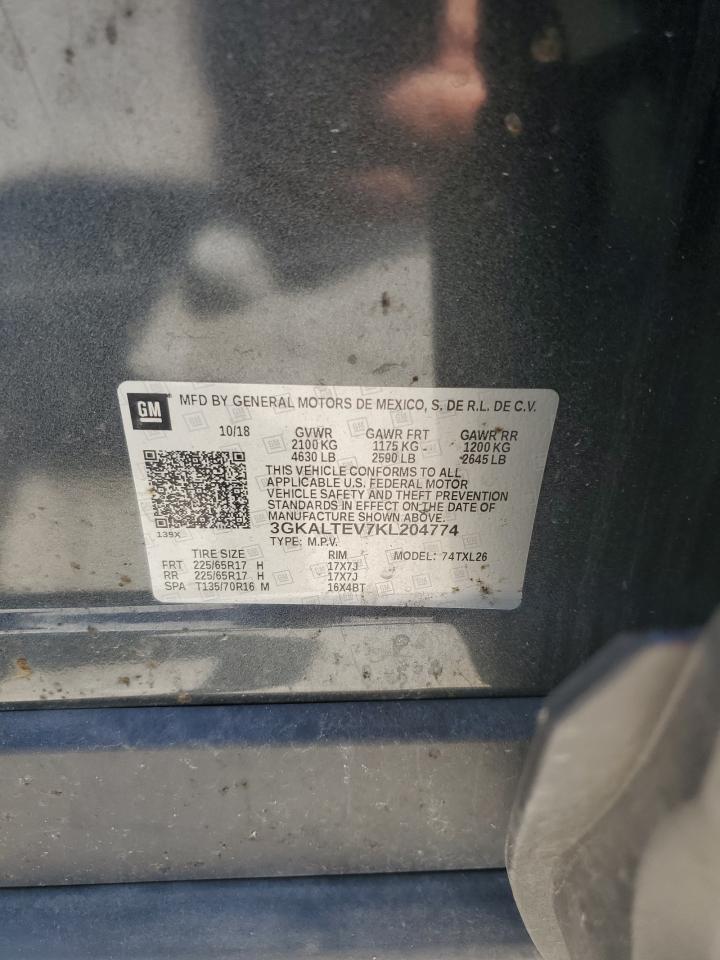 GM
MFD BY GENERAL MOTORS DE MEXICO, S. DE R.L. DE C.V.
10/18 GVWR GAWR FRT GAWR RR
2100 KG 1175 KG 1200 KG
4630 LB 2590 LB 2645 LB
THIS VEHICLE CONFORMS TO ALL
APPLICABLE U.S. FEDERAL MOTOR
VEHICLE SAFETY AND THEFT PREVENTION
STANDARDS IN EFFECT ON THE DATE OF
MANUFACTURE SHOWN ABOVE.
139X 3GKALTEV7KL204774
TYPE: M.P.V. MODEL: 74TXL26
TIRE SIZE RIM
FRT 225/65R17 H 17X7J
RR 225/65R17 H 17X7J
SPA T135/70R16 M 16X4BT